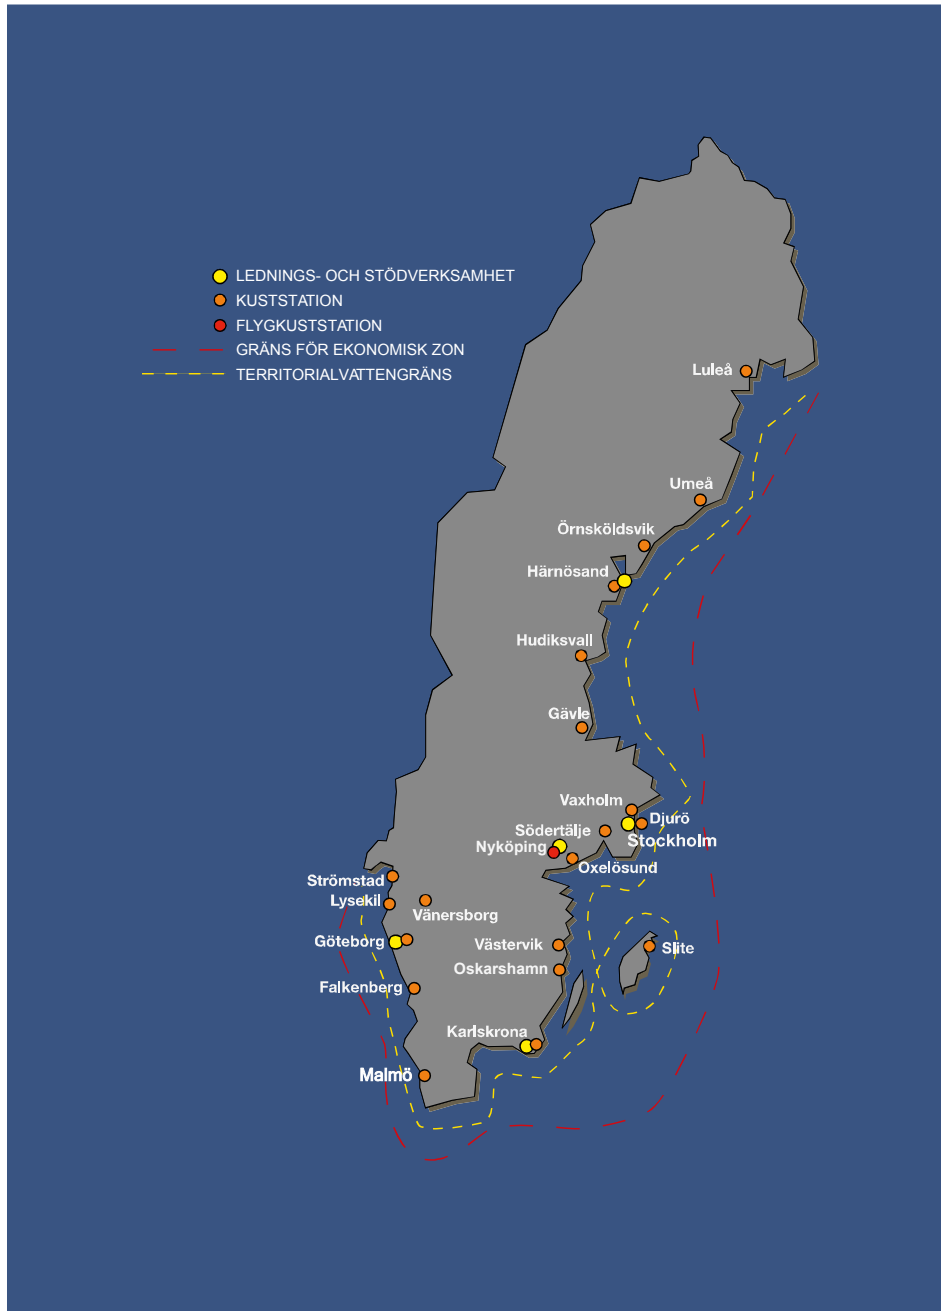 LEDNINGS- OCH STÖDVERKSAMHET
KUSTSTATION
FLYGKUSTSTATION
GRÄNS FÖR EKONOMISK ZON
TERRITORIALVATTENGRÄNS
Luleå
Umeå
Örnsköldsvik
Härnösand
Hudiksvall
Gävle
Vaxholm
Djurö
Södertälje
Stockholm
Nyköping
Oxelösund
Strömstad
Lysekil
Vänersborg
Göteborg
Västervik
Slite
Oskarshamn
Falkenberg
Karlskrona
Malmö